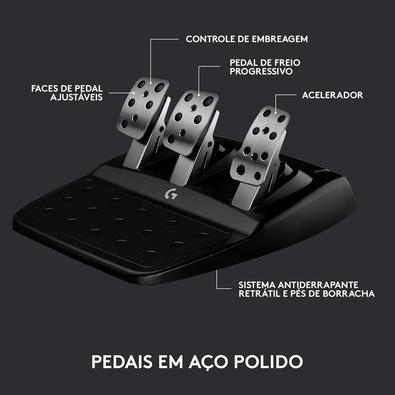 CONTROLE DE EMBREAGEM
PEDAL DE FREIO
PROGRESSIVO
FACES DE PEDAL
AJUSTÁVEIS
ACELERADOR
G
SISTEMA ANTIDERRAPANTE
RETRÁTIL E PÉS DE BORRACHA
PEDAIS EM AÇO POLIDO